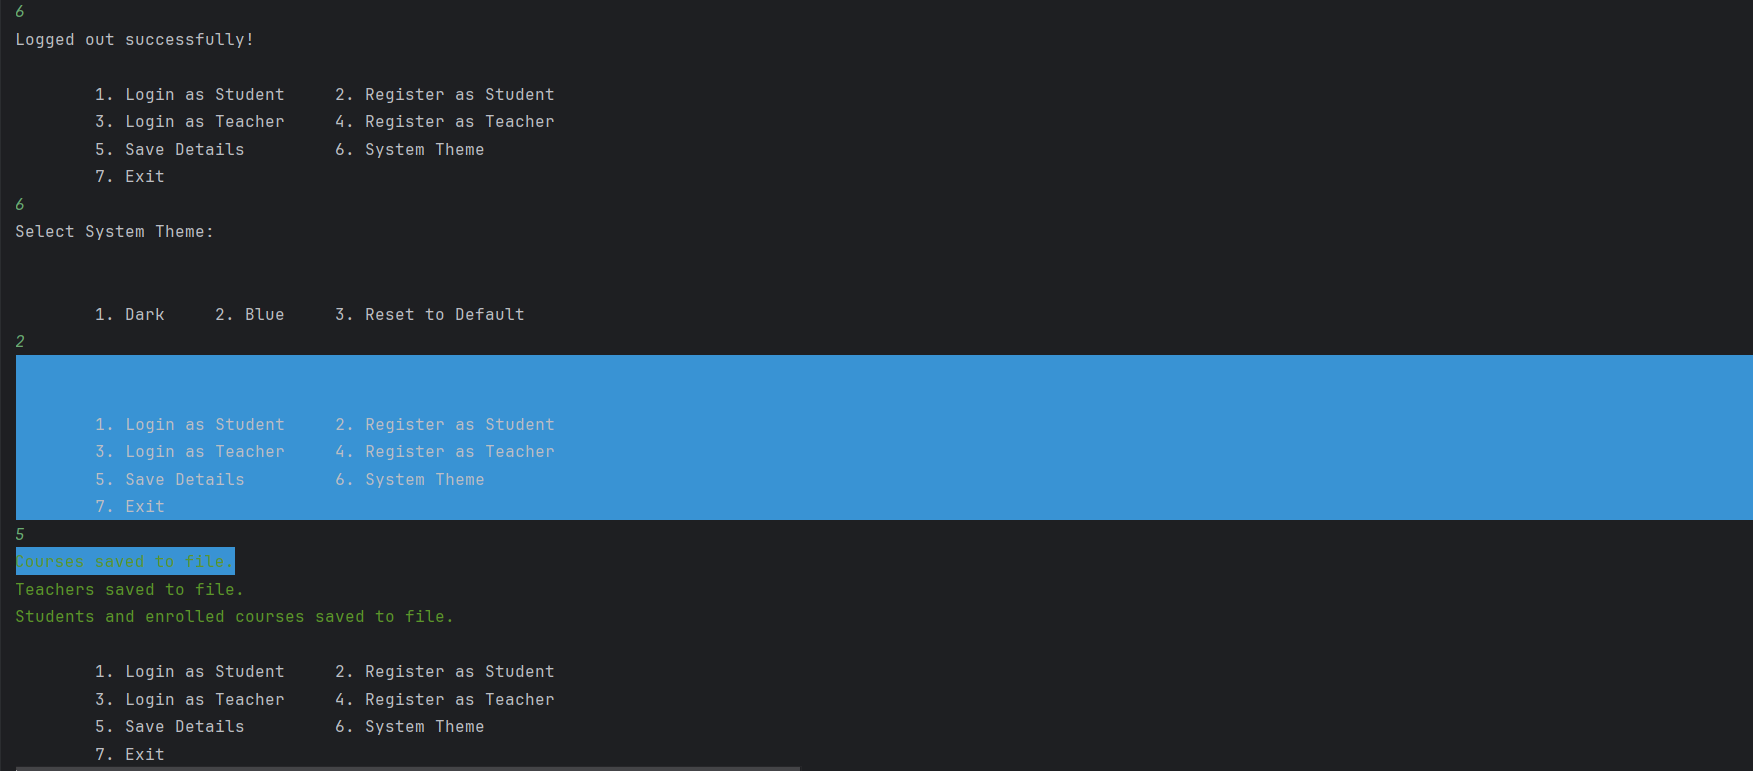 6
Logged out successfully!
1. Login as Student     2. Register as Student
3. Login as Teacher     4. Register as Teacher
5. Save Details         6. System Theme
7. Exit
6
Select System Theme:
1. Dark     2. Blue     3. Reset to Default
2
1. Login as Student     2. Register as Student
3. Login as Teacher     4. Register as Teacher
5. Save Details         6. System Theme
7. Exit
5
Courses saved to file.
Teachers saved to file.
Students and enrolled courses saved to file.
1. Login as Student     2. Register as Student
3. Login as Teacher     4. Register as Teacher
5. Save Details         6. System Theme
7. Exit